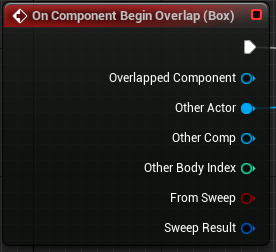 On Component Begin Overlap (Box)
Overlapped Component
Other Actor
Other Comp
Other Body Index
From Sweep
Sweep Result